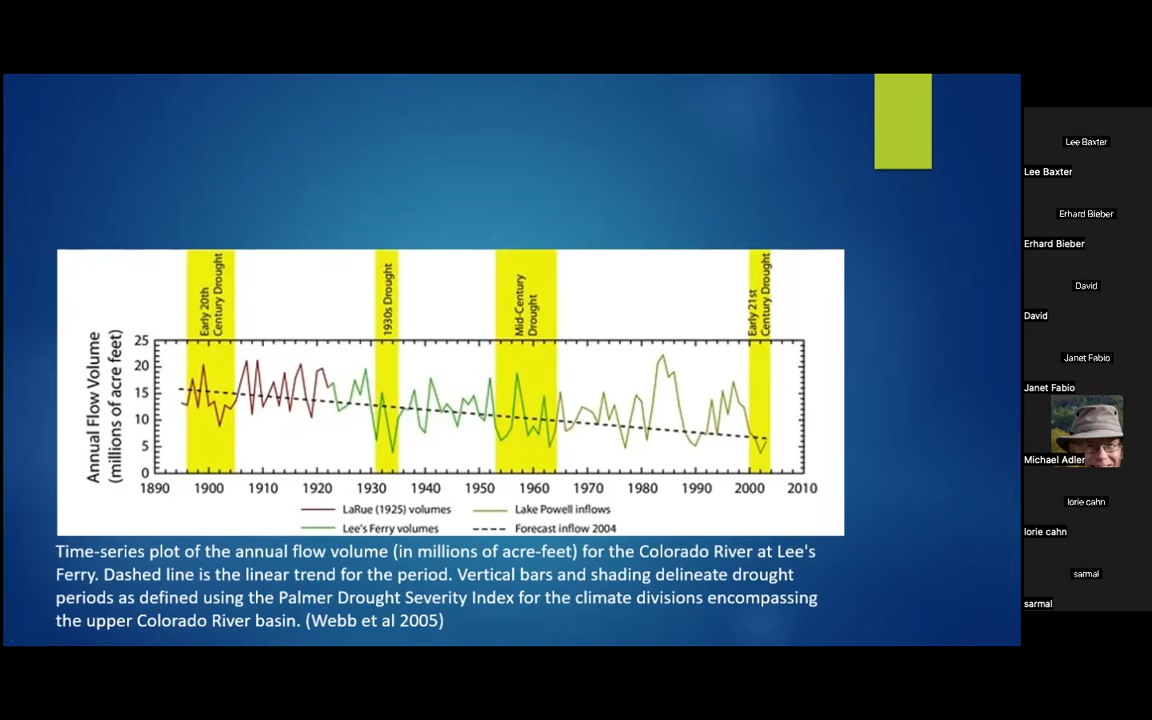 Early 20th
Century Drought
1930s Drought
Mid-Century
Drought
Early 21st
Century Drought
Annual Flow Volume
(millions of acre feet)
25
20
15
10
5
0
1890 1900 1910 1920 1930 1940 1950 1960 1970 1980 1990 2000 2010
LaRue (1925) volumes
Lake Powell inflows
Lee's Ferry volumes
Forecast inflow 2004
Time-series plot of the annual flow volume (in millions of acre-feet) for the Colorado River at Lee's
Ferry. Dashed line is the linear trend for the period. Vertical bars and shading delineate drought
periods as defined using the Palmer Drought Severity Index for the climate divisions encompassing
the upper Colorado River basin. (Webb et al 2005)
Lee Baxter
Lee Baxter
Erhard Bieber
Erhard Bieber
David
David
Janet Fabio
Janet Fabio
Michael Adler
lorie cahn
lorie cahn
sarmal
sarmal